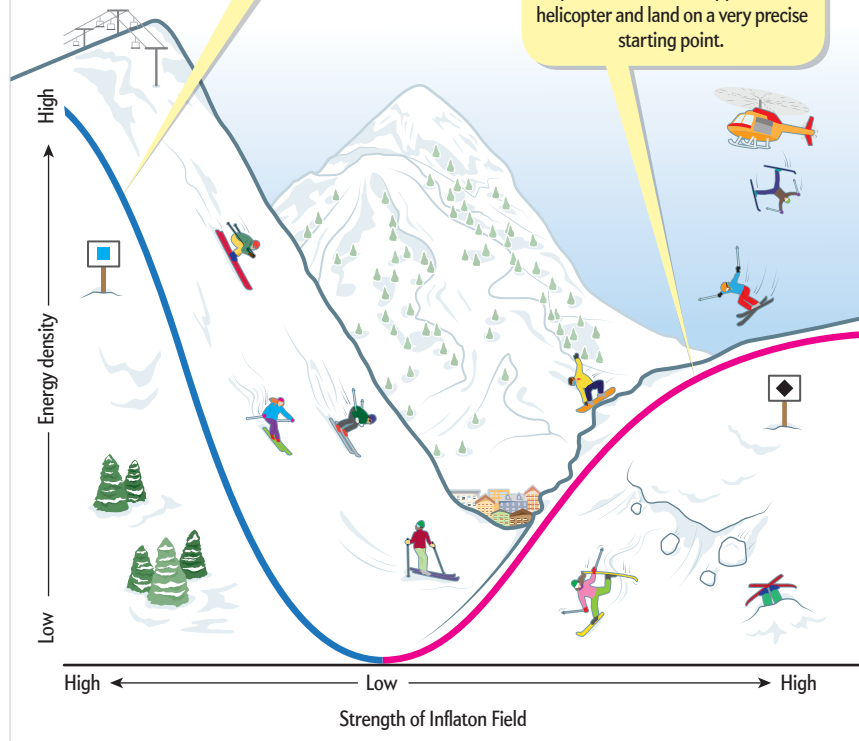 helicopter and land on a very precise
starting point.
High
Energy density
Low
High
Low
High
Strength of Inflaton Field